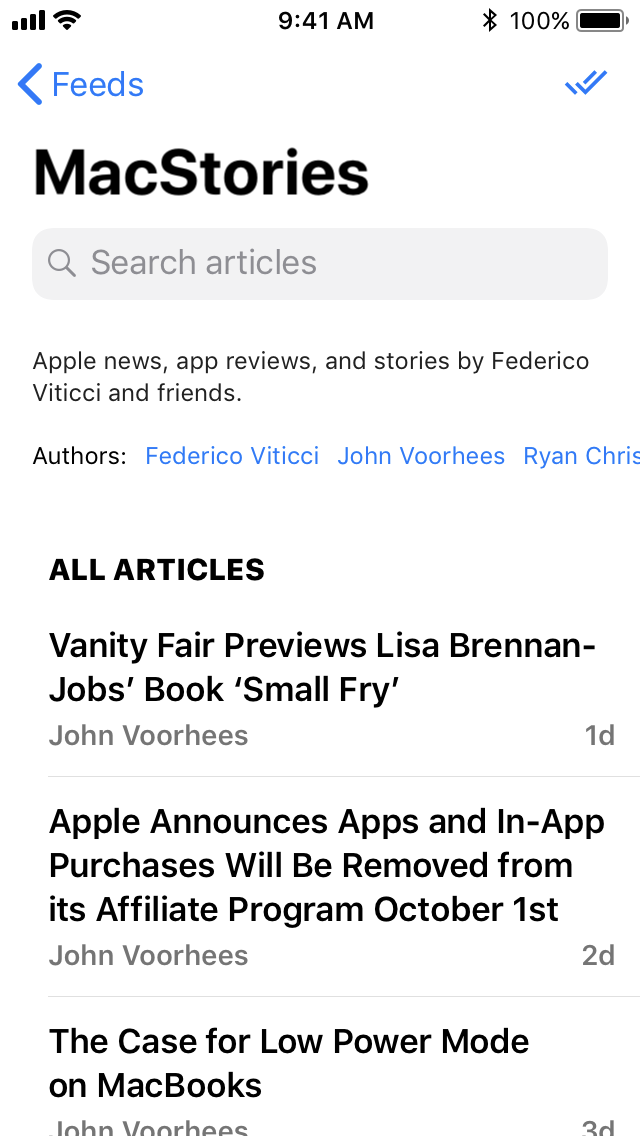 9:41 AM 100%
Feeds
MacStories
Search articles
Apple news, app reviews, and stories by Federico
Viticci and friends.
Authors: Federico Viticci John Voorhees Ryan Chris
ALL ARTICLES
Vanity Fair Previews Lisa Brennan-
Jobs’ Book ‘Small Fry’
John Voorhees 1d
Apple Announces Apps and In-App
Purchases Will Be Removed from
its Affiliate Program October 1st
John Voorhees 2d
The Case for Low Power Mode
on MacBooks
John Voorhees 3d